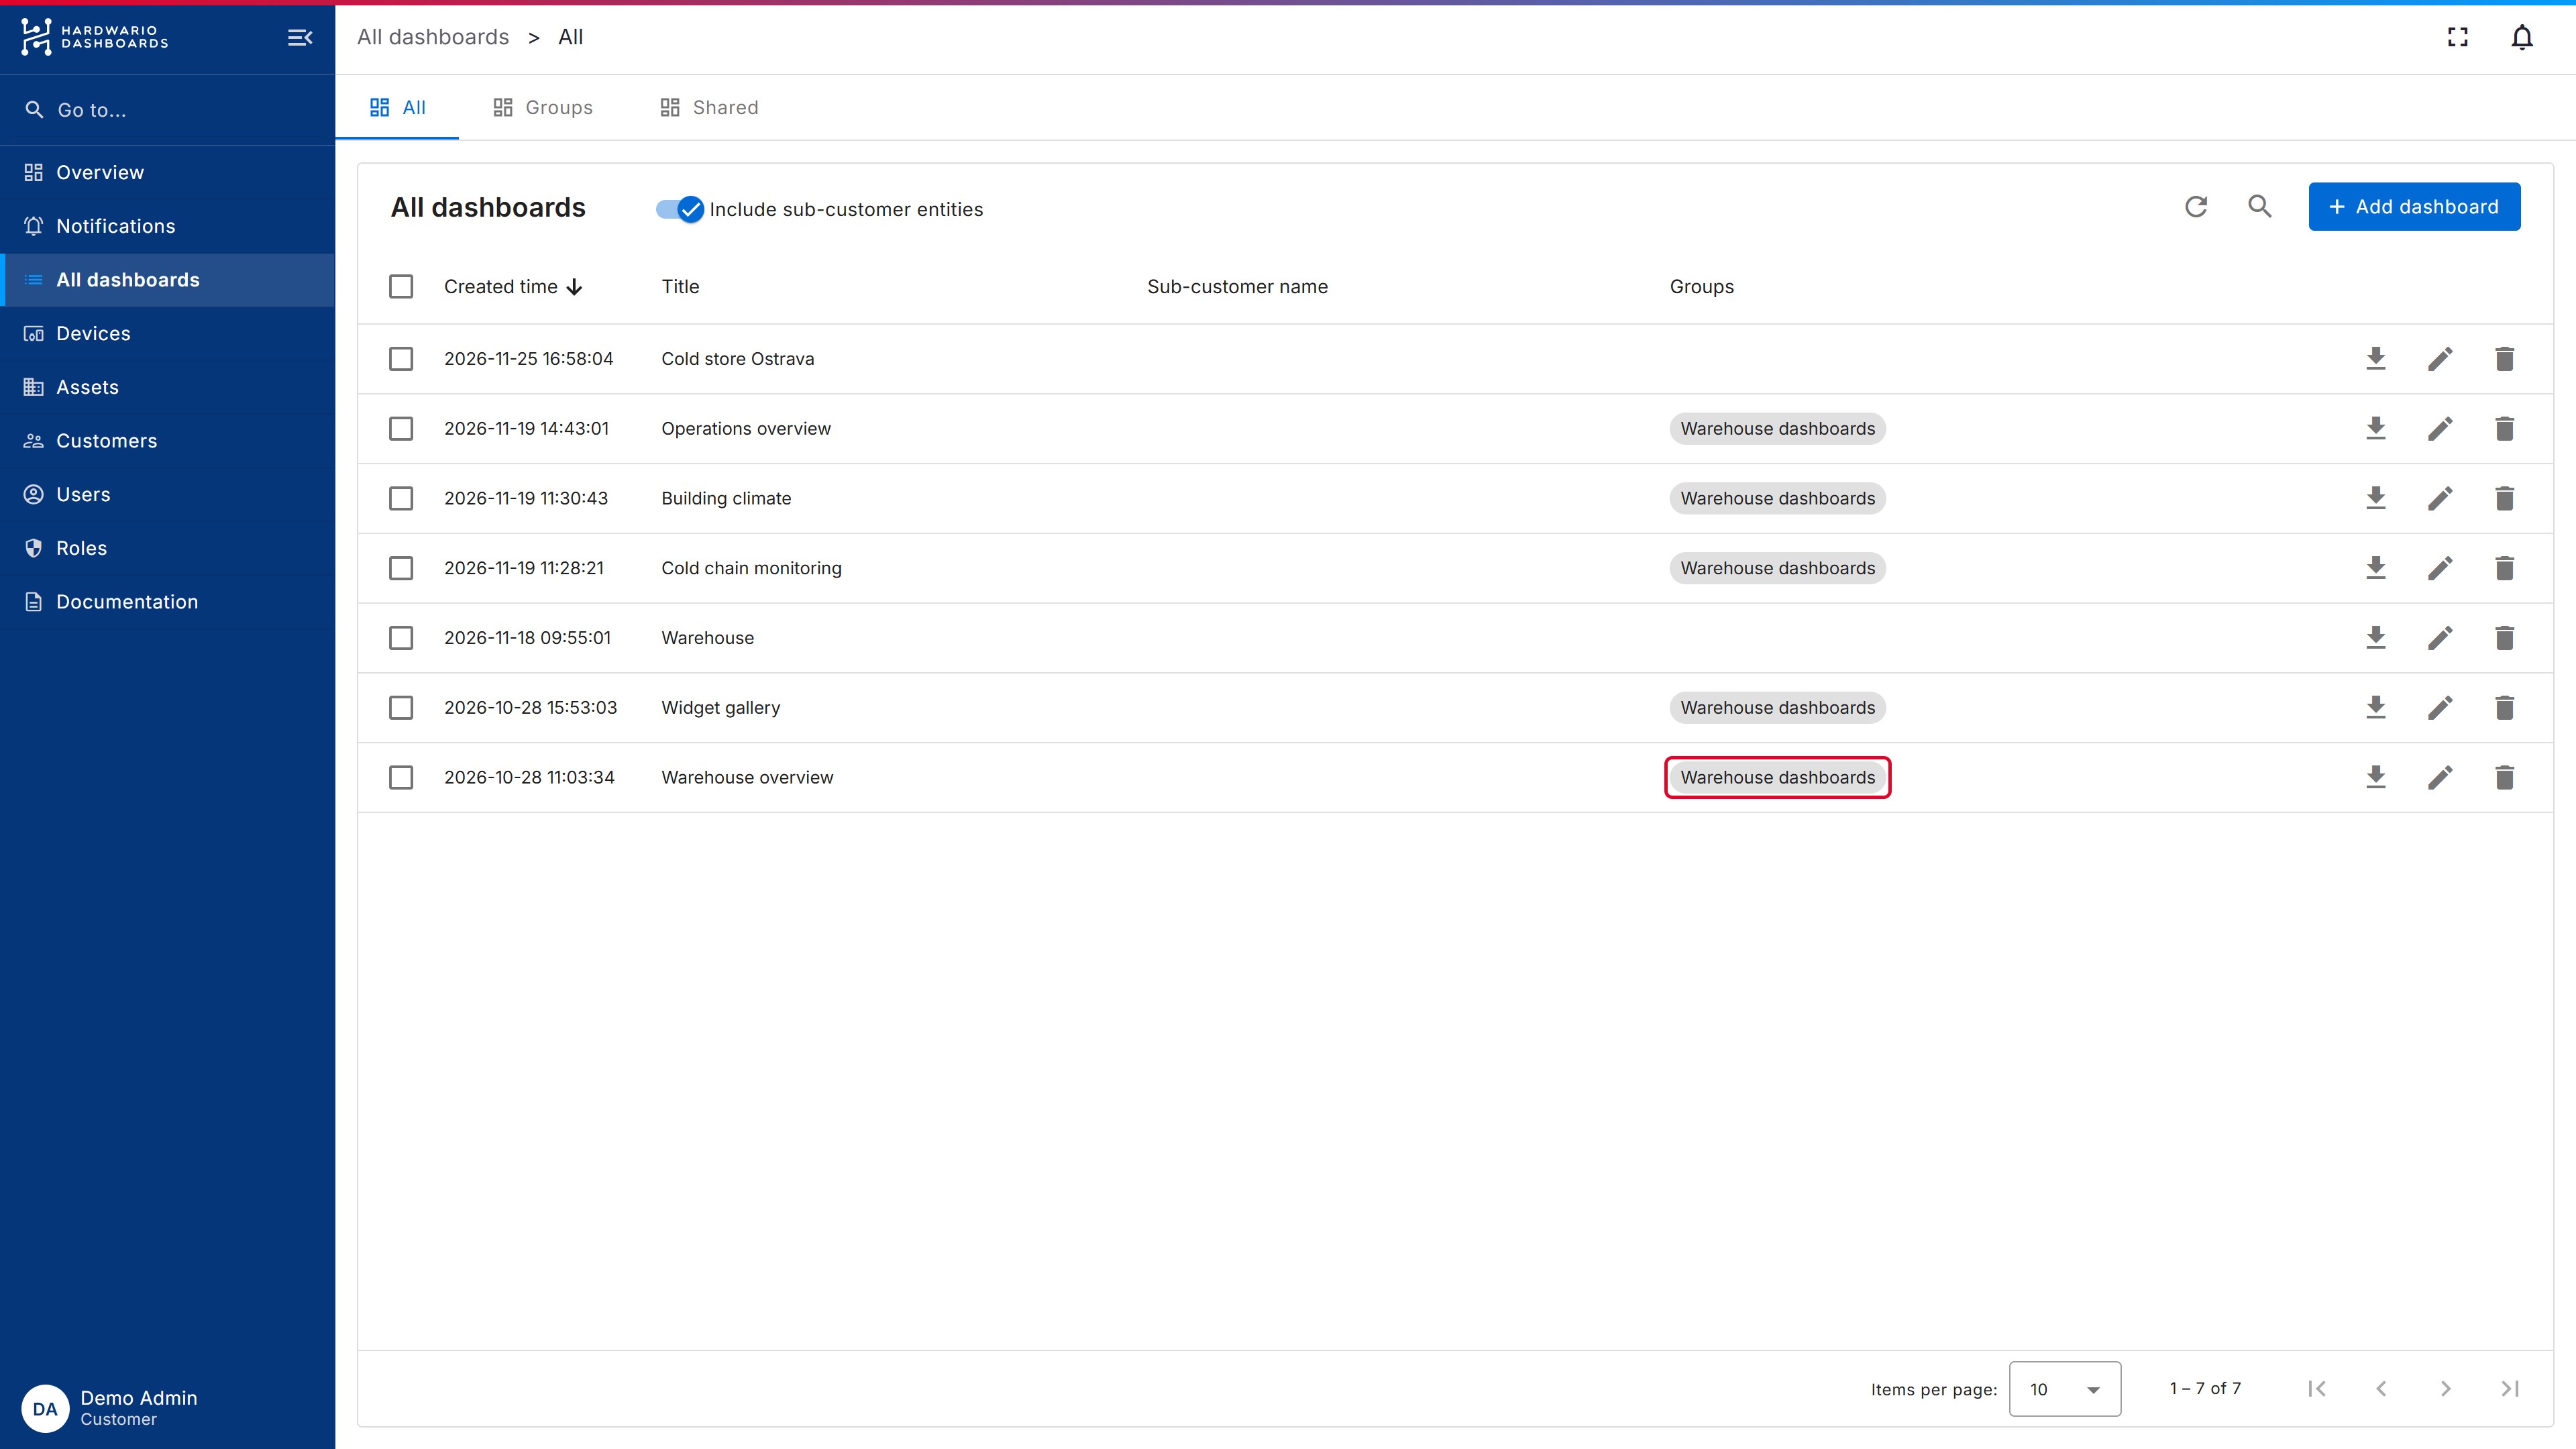 HARDWARIO
DASHBOARDS
All dashboards > All
Go to...
All
Groups
Shared
Overview
Notifications
All dashboards
Devices
Assets
Customers
Users
Roles
Documentation
All dashboards
Include sub-customer entities
+ Add dashboard
Created time Title Sub-customer name Groups
2026-11-25 16:58:04 Cold store Ostrava
2026-11-19 14:43:01 Operations overview Warehouse dashboards
2026-11-19 11:30:43 Building climate Warehouse dashboards
2026-11-19 11:28:21 Cold chain monitoring Warehouse dashboards
2026-11-18 09:55:01 Warehouse
2026-10-28 15:53:03 Widget gallery Warehouse dashboards
2026-10-28 11:03:34 Warehouse overview Warehouse dashboards
Items per page: 10 1 – 7 of 7
DA
Demo Admin
Customer